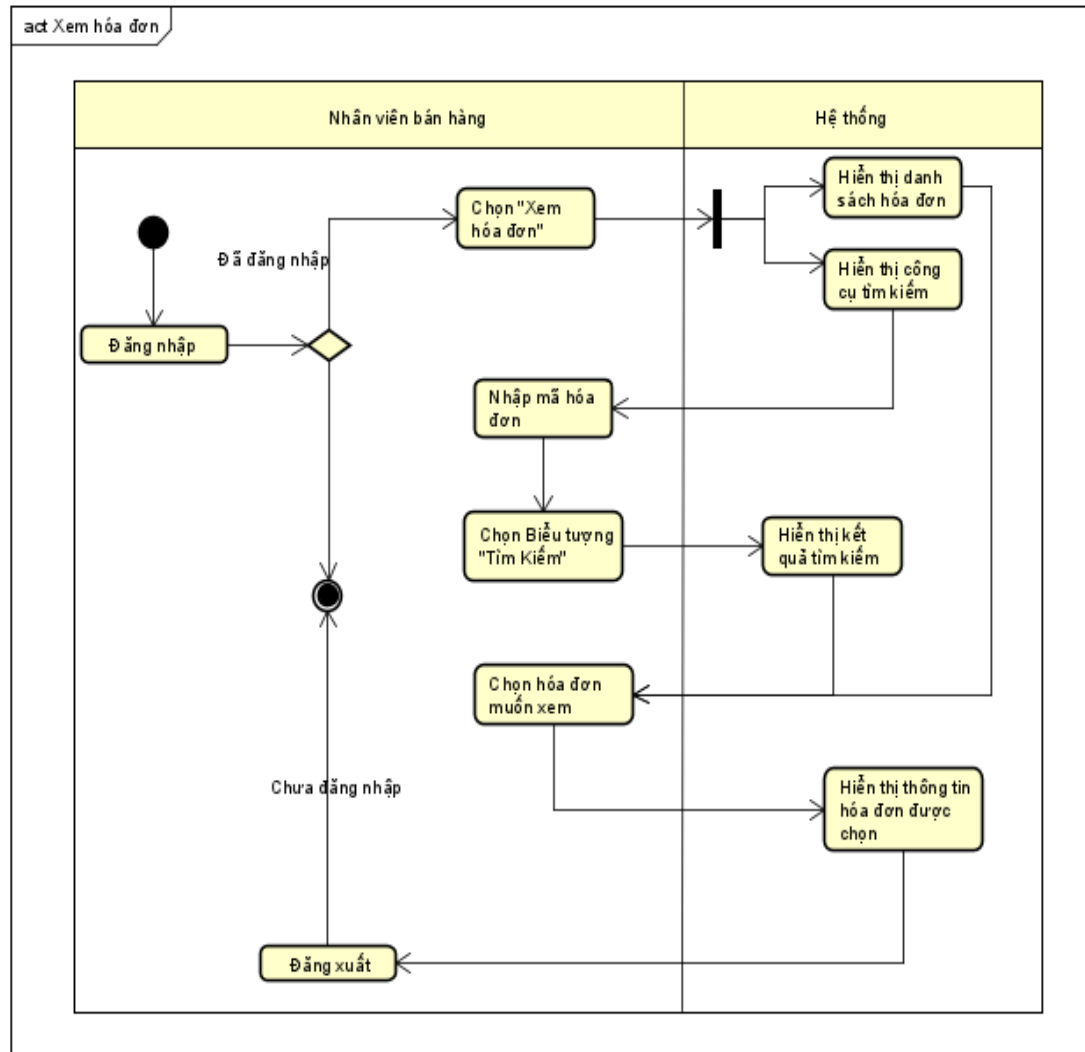 act Xem hóa đơn
Nhân viên bán hàng
Hệ thống
Hiển thị danh
sách hóa đơn
Chọn "Xem
hóa đơn"
Đã đăng nhập
Hiển thị công
cụ tìm kiếm
Đăng nhập
Nhập mã hóa
đơn
Chọn Biểu tượng
"Tìm Kiếm"
Hiển thị kết
quả tìm kiếm
Chọn hóa đơn
muốn xem
Chưa đăng nhập
Hiển thị thông tin
hóa đơn được
chọn
Đăng xuất